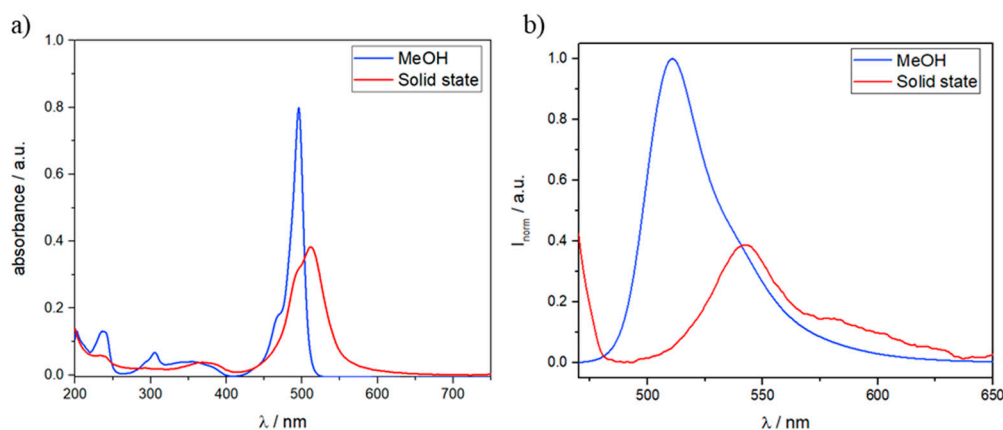 a)
MeOH
Solid state
1.0
0.8
0.6
0.4
0.2
0.0
absorbance / a.u.
200 300 400 500 600 700
λ / nm
b)
MeOH
Solid state
1.0
0.8
0.6
0.4
0.2
0.0
Inorm / a.u.
500 550 600 650
λ / nm